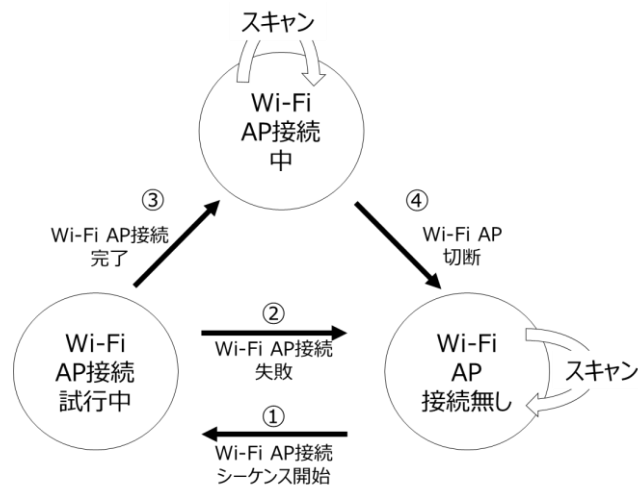 スキャン
Wi-Fi
AP接続
中
③
Wi-Fi AP接続
完了
④
Wi-Fi AP
切断
Wi-Fi
AP接続
試行中
②
Wi-Fi AP接続
失敗
Wi-Fi
AP
接続無し
スキャン
①
Wi-Fi AP接続
シーケンス開始